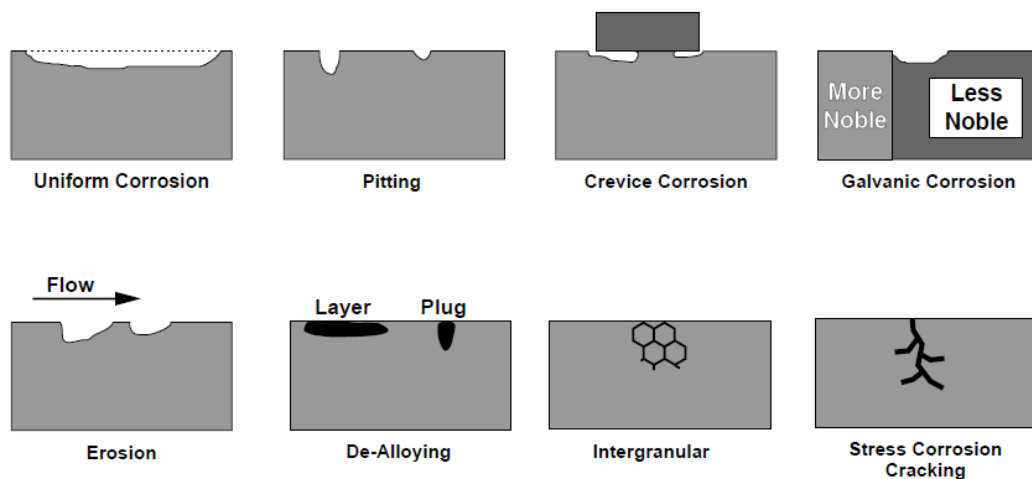 More
Noble
Less
Noble
Uniform Corrosion
Pitting
Crevice Corrosion
Galvanic Corrosion
Flow
Layer
Plug
Erosion
De-Alloying
Intergranular
Stress Corrosion
Cracking